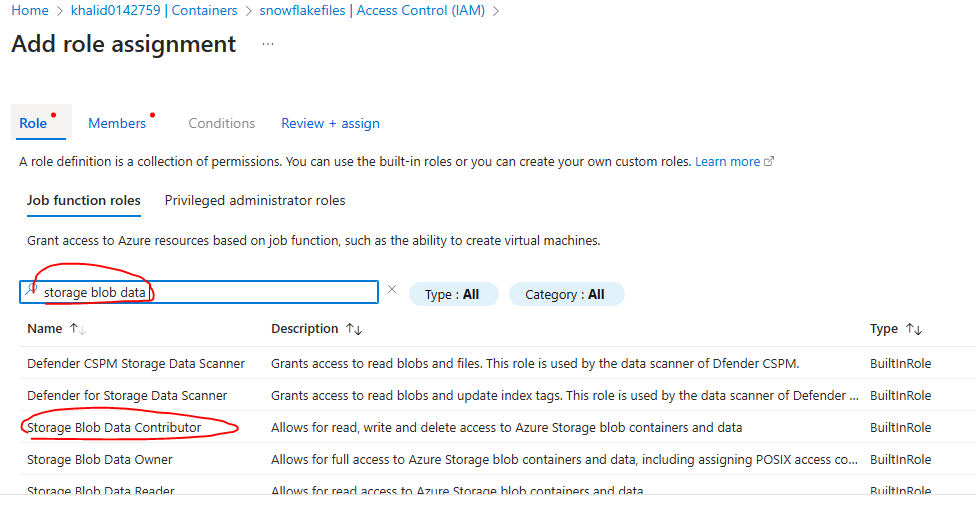 Home > khalid0142759 | Containers > snowflakefiles | Access Control (IAM) >
Add role assignment ...
Role Members Conditions Review + assign
A role definition is a collection of permissions. You can use the built-in roles or you can create your own custom roles. Learn more
Job function roles Privileged administrator roles
Grant access to Azure resources based on job function, such as the ability to create virtual machines.
storage blob data Type : All Category : All
Name ↑↓ Description ↑↓ Type ↑↓
Defender CSPM Storage Data Scanner Grants access to read blobs and files. This role is used by the data scanner of Dfender CSPM. BuiltInRole
Defender for Storage Data Scanner Grants access to read blobs and update index tags. This role is used by the data scanner of Defender ... BuiltInRole
Storage Blob Data Contributor Allows for read, write and delete access to Azure Storage blob containers and data BuiltInRole
Storage Blob Data Owner Allows for full access to Azure Storage blob containers and data, including assigning POSIX access co... BuiltInRole
Storage Blob Data Reader Allows for read access to Azure Storage blob containers and data BuiltInRole